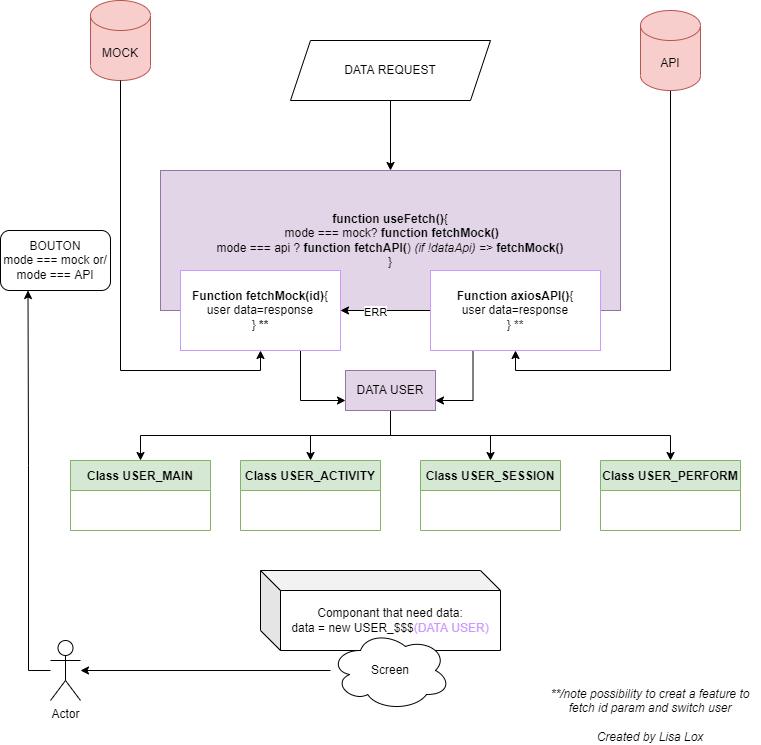 MOCK
API
DATA REQUEST
function useFetch(){
mode === mock? function fetchMock()
mode === api ? function fetchAPI() (if !dataApi) => fetchMock()
}
BOUTON
mode === mock or/
mode === API
Function fetchMock(id){
user data=response
} **
ERR
Function axiosAPI(){
user data=response
} **
DATA USER
Class USER_MAIN
Class USER_ACTIVITY
Class USER_SESSION
Class USER_PERFORM
Componant that need data:
data = new USER_$$$(DATA USER)
Screen
Actor
**/note possibility to creat a feature to
fetch id param and switch user
Created by Lisa Lox